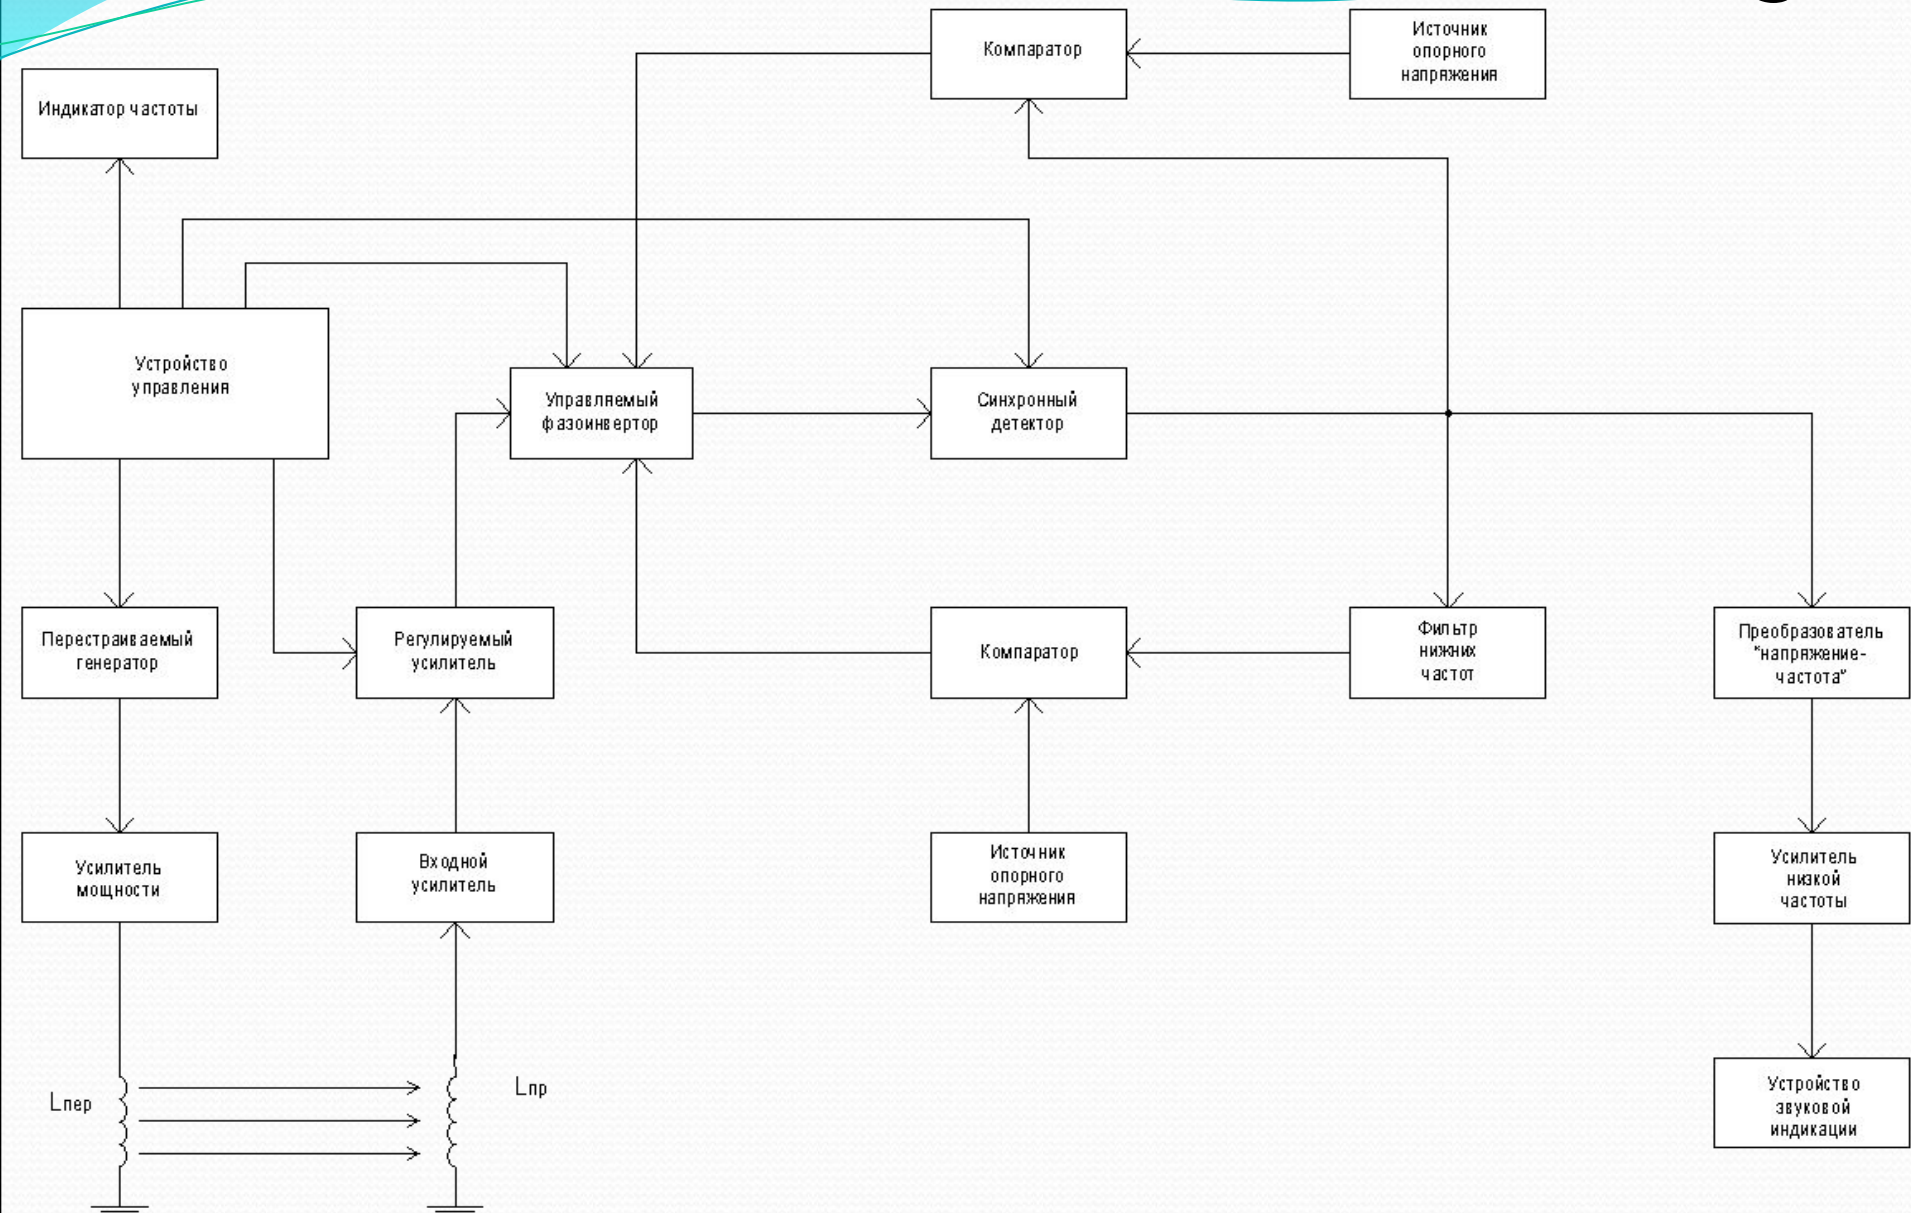 Компаратор
Источник
опорного
напряжения
Индикатор частоты
Устройство
управления
Управляемый
фазоинвертор
Синхронный
детектор
Перестраиваемый
генератор
Регулируемый
усилитель
Компаратор
Фильтр
нижних
частот
Преобразователь
"напряжение-
частота"
Усилитель
мощности
Входной
усилитель
Источник
опорного
напряжения
Усилитель
низкой
частоты
Lпер
Lпр
Устройство
звуковой
индикации